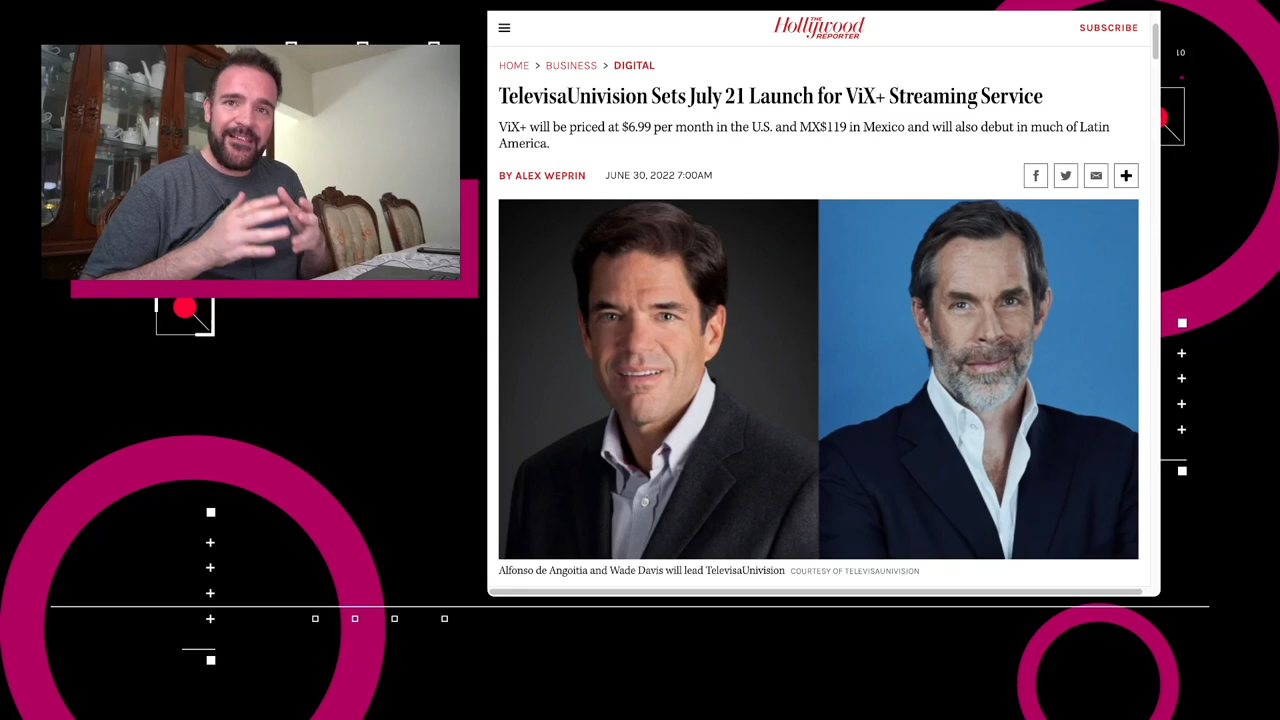 THE
Hollywood
REPORTER
SUBSCRIBE
HOME > BUSINESS > DIGITAL
TelevisaUnivision Sets July 21 Launch for ViX+ Streaming Service
ViX+ will be priced at $6.99 per month in the U.S. and MX$119 in Mexico and will also debut in much of Latin
America.
BY ALEX WEPRIN JUNE 30, 2022 7:00AM
Alfonso de Angoitia and Wade Davis will lead TelevisaUnivision COURTESY OF TELEVISAUNIVISION
10